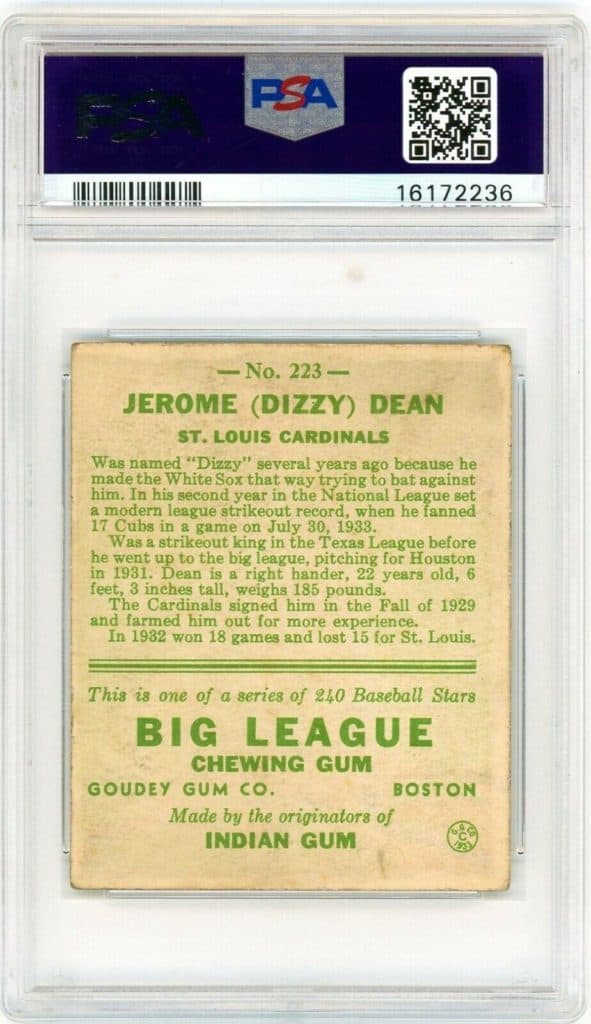 PSA
PSA
16172236
— No. 223 —
JEROME (DIZZY) DEAN
ST. LOUIS CARDINALS
Was named "Dizzy" several years ago because he
made the White Sox that way trying to bat against
him. In his second year in the National League set
a modern league strikeout record, when he fanned
17 Cubs in a game on July 30, 1933.
Was a strikeout king in the Texas League before
he went up to the big league, pitching for Houston
in 1931. Dean is a right hander, 22 years old, 6
feet, 3 inches tall, weighs 185 pounds.
The Cardinals signed him in the Fall of 1929
and farmed him out for more experience.
In 1932 won 18 games and lost 15 for St. Louis.
This is one of a series of 240 Baseball Stars
BIG LEAGUE
CHEWING GUM
GOUDEY GUM CO. BOSTON
Made by the originators of
INDIAN GUM
G. G. CO.
C
1933